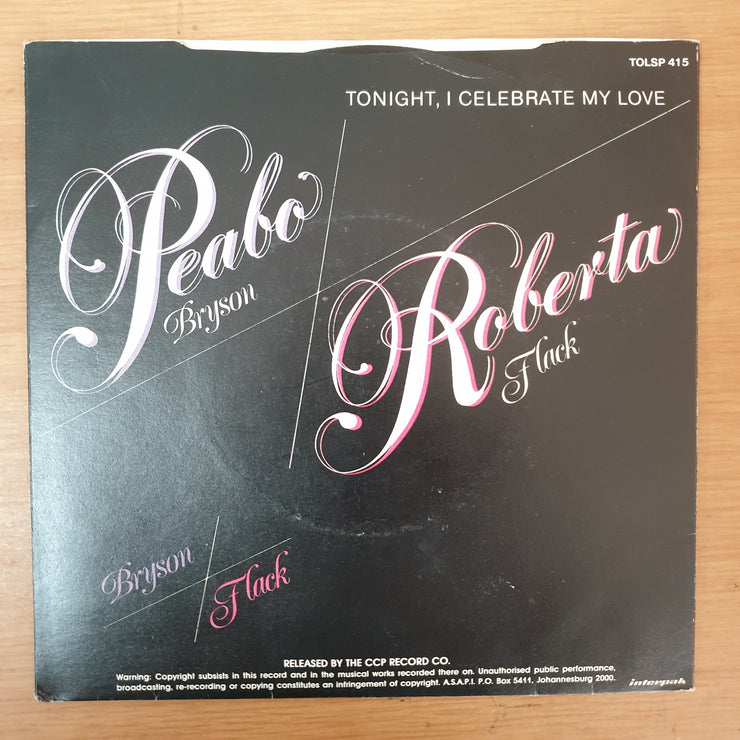 TOLSP 415
TONIGHT, I CELEBRATE MY LOVE
Peabo
Bryson
Roberta
Flack
Bryson
Flack
RELEASED BY THE CCP RECORD CO.
Warning: Copyright subsists in this record and in the musical works recorded there on. Unauthorised public performance,
broadcasting, re-recording or copying constitutes an infringement of copyright. A.S.A.P.I. P.O. Box 5411, Johannesburg 2000.
interpak